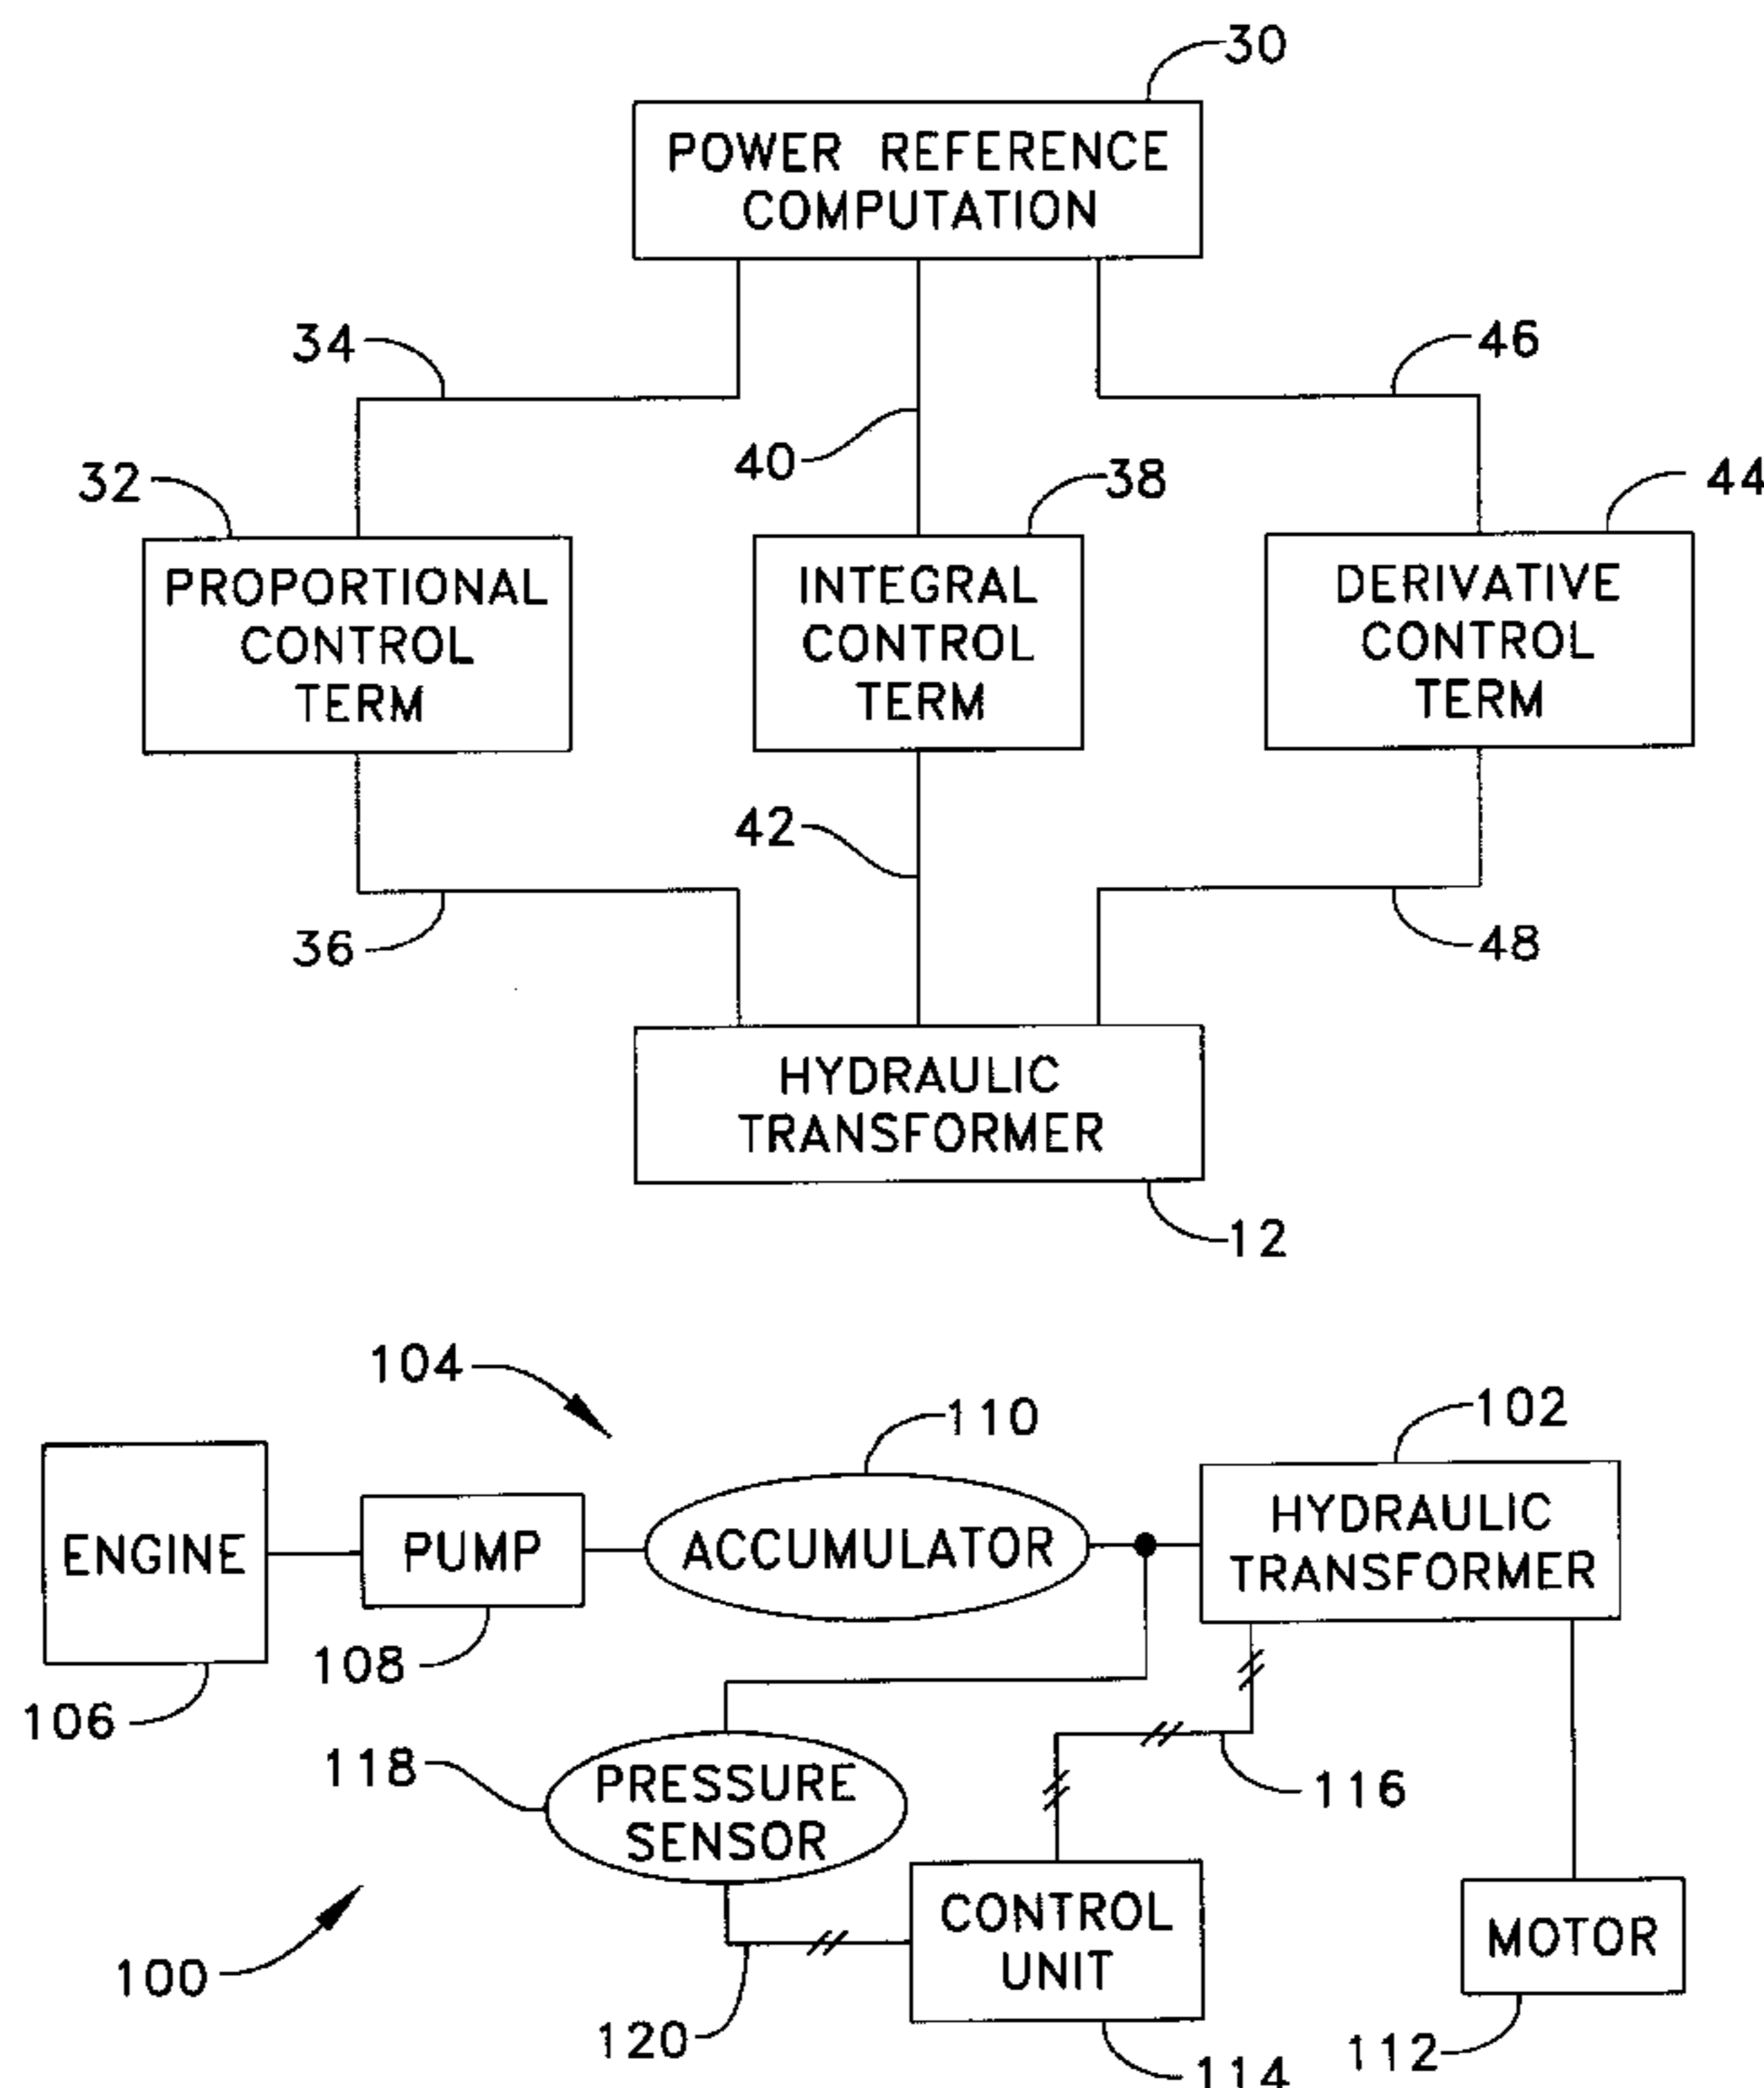 30
POWER REFERENCE
COMPUTATION
34
46
40
32
38
44
PROPORTIONAL
CONTROL
TERM
INTEGRAL
CONTROL
TERM
DERIVATIVE
CONTROL
TERM
42
36
48
HYDRAULIC
TRANSFORMER
12
104
110
102
ENGINE
PUMP
ACCUMULATOR
HYDRAULIC
TRANSFORMER
108
106
118
PRESSURE
SENSOR
116
CONTROL
UNIT
MOTOR
100
120
114
112